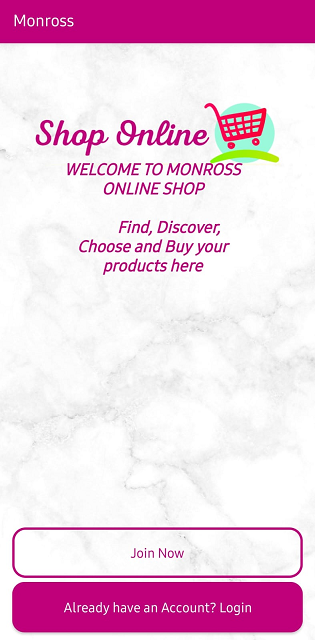 Monross
Shop Online
WELCOME TO MONROSS
ONLINE SHOP
Find, Discover,
Choose and Buy your
products here
Join Now
Already have an Account? Login